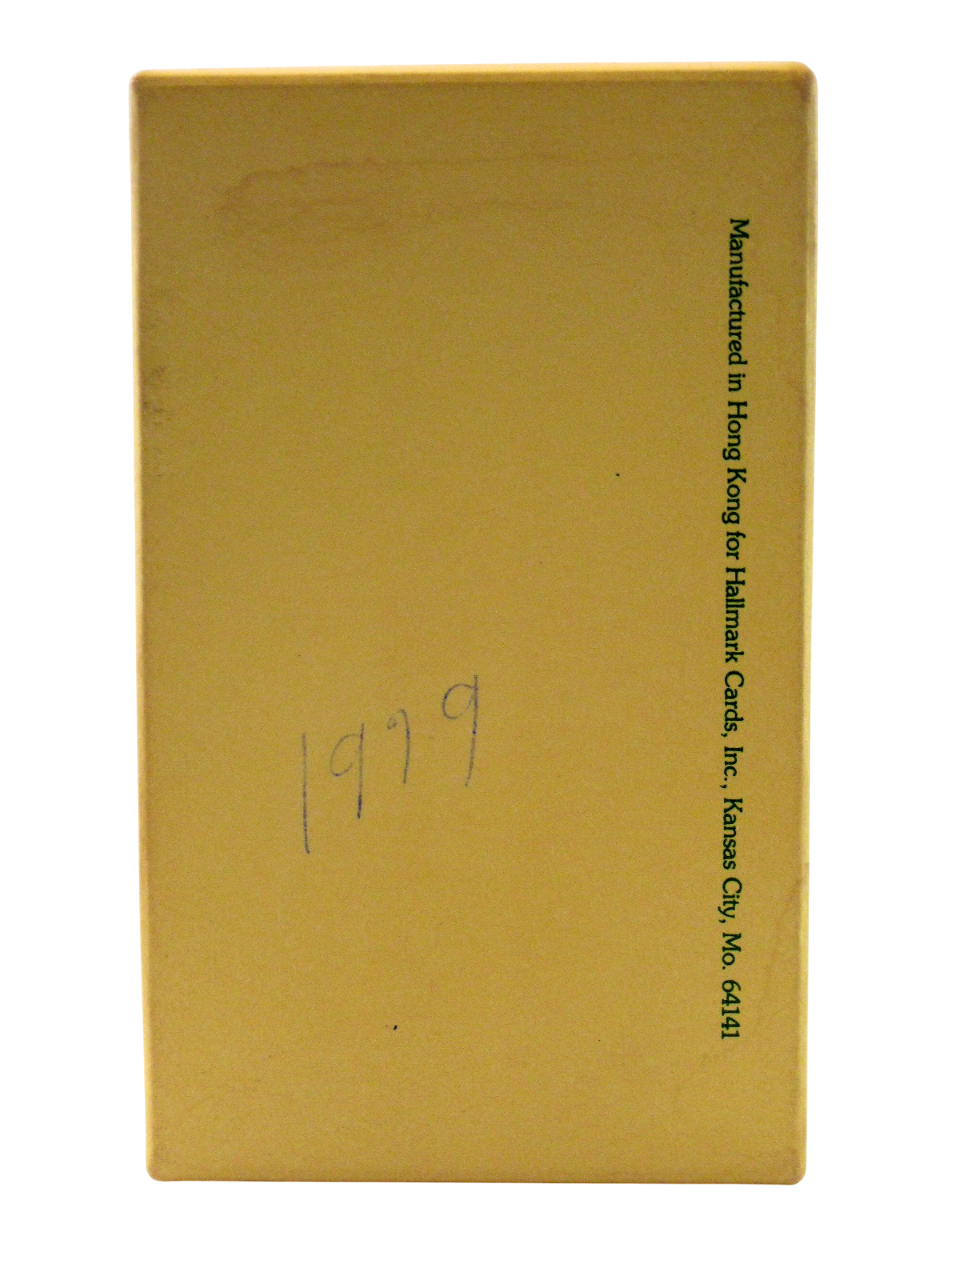 Manufactured in Hong Kong for Hallmark Cards, Inc., Kansas City, Mo. 64141
1979